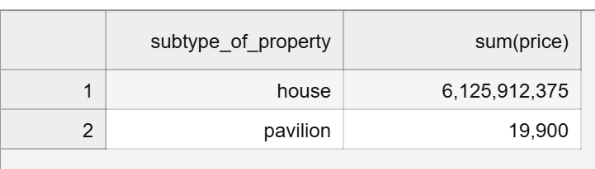 subtype_of_property sum(price)
1 house 6,125,912,375
2 pavilion 19,900